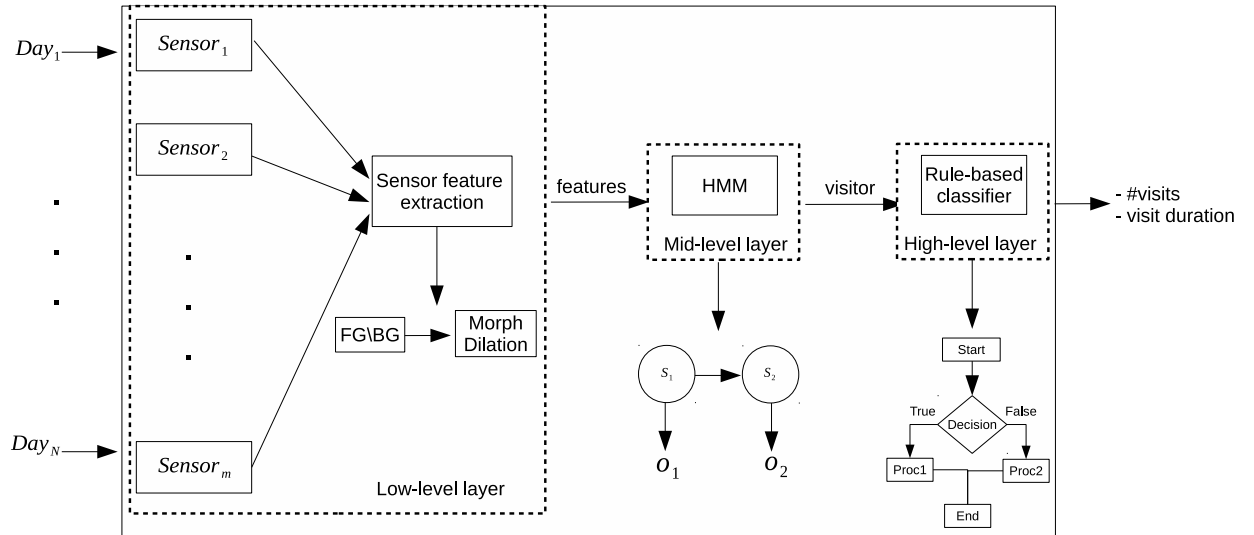 Day1
Sensor1
Sensor2
Sensor feature
extraction
features
HMM
visitor
Rule-based
classifier
- #visits
- visit duration
Mid-level layer
High-level layer
FG\BG
Morph
Dilation
S1
S2
Start
True
False
Decision
DayN
Sensorm
O1
O2
Proc1
Proc2
Low-level layer
End